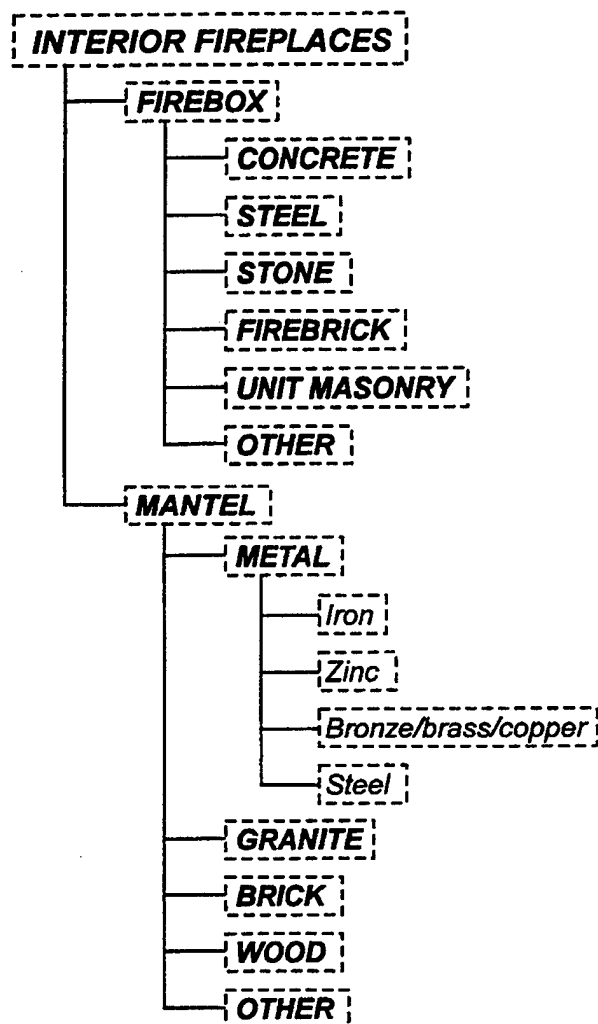 INTERIOR FIREPLACES
FIREBOX
CONCRETE
STEEL
STONE
FIREBRICK
UNIT MASONRY
OTHER
MANTEL
METAL
Iron
Zinc
Bronze/brass/copper
Steel
GRANITE
BRICK
WOOD
OTHER